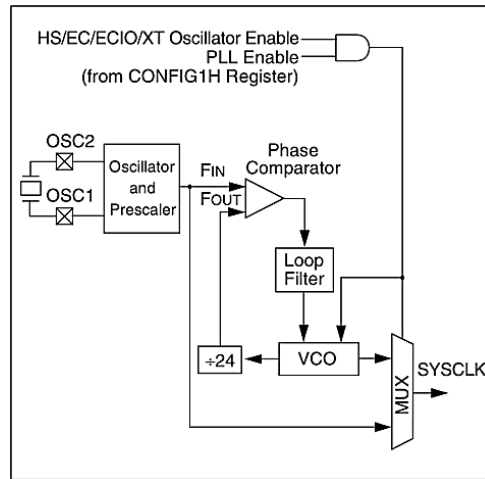 HS/EC/ECIO/XT Oscillator Enable
PLL Enable
(from CONFIG1H Register)
OSC2
OSC1
Oscillator
and
Prescaler
FIN
FOUT
Phase
Comparator
Loop
Filter
÷24
VCO
MUX
SYSCLK